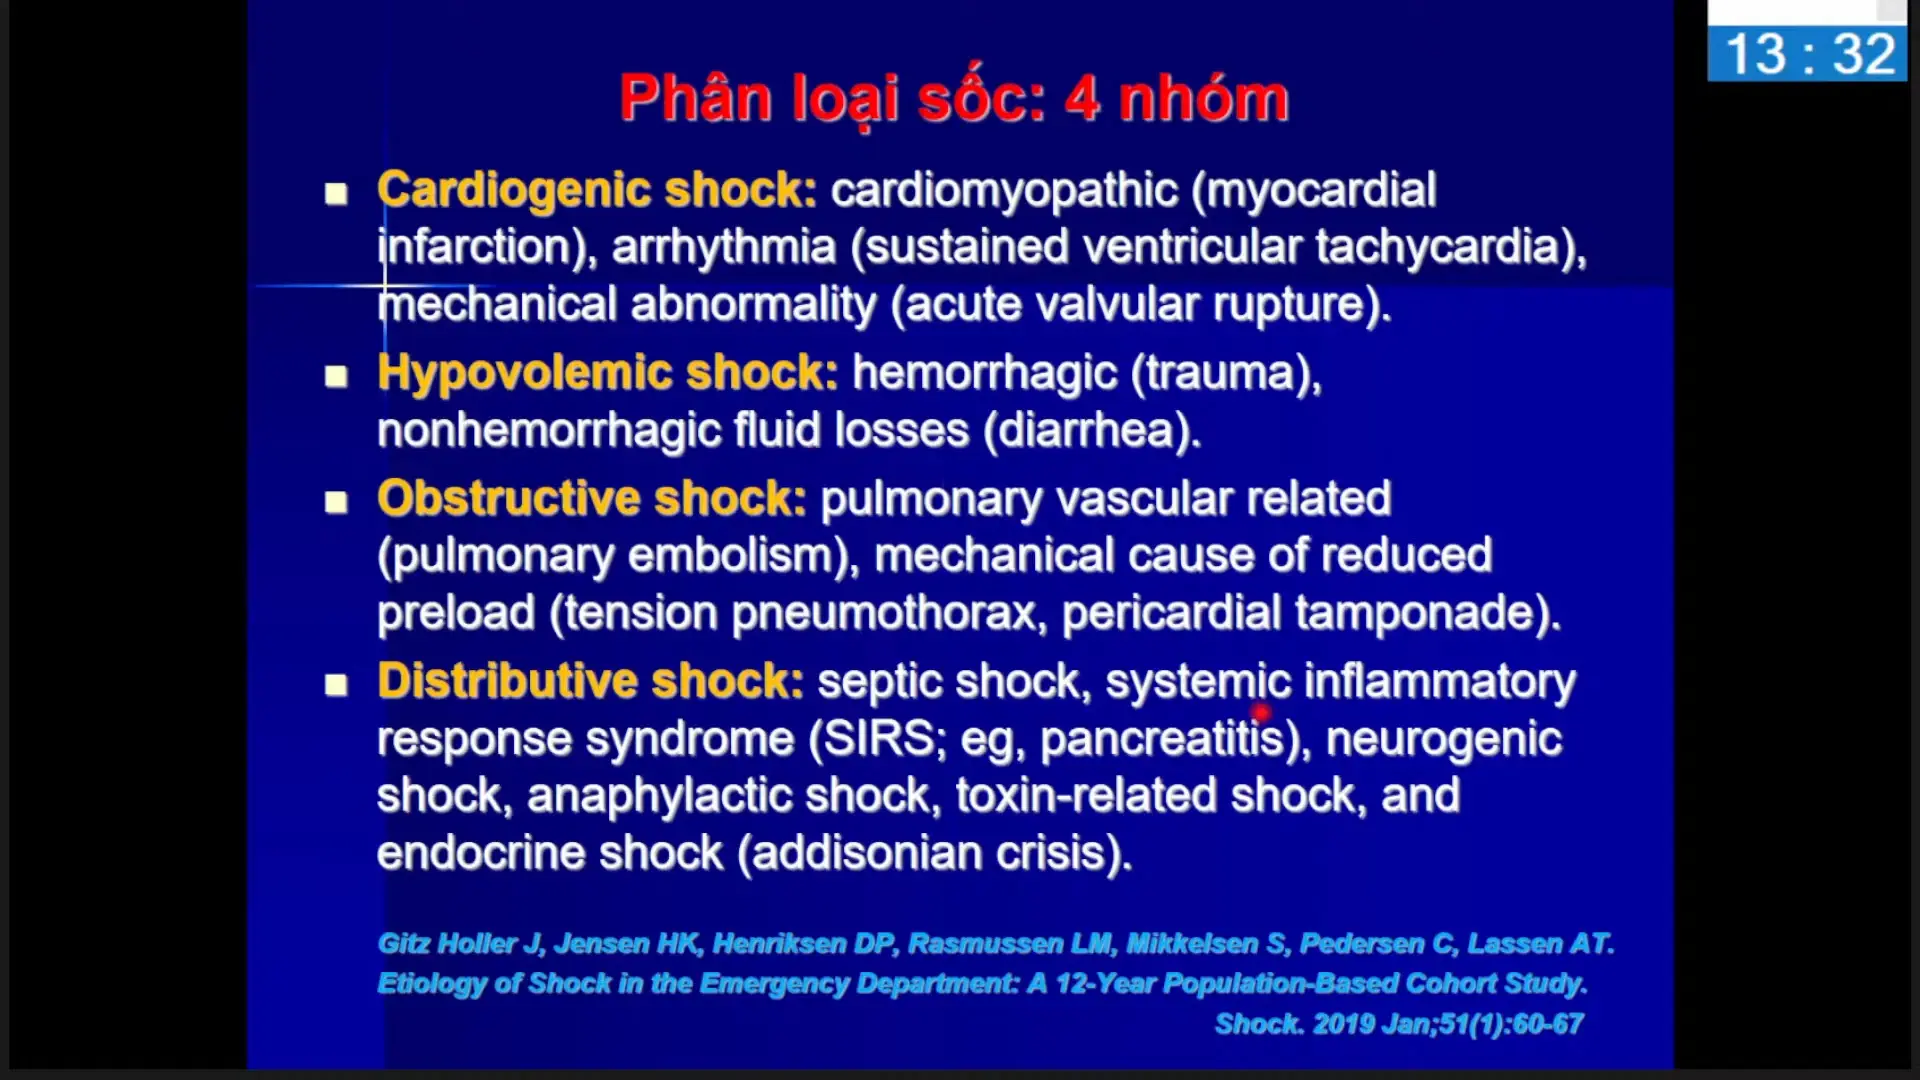 13 : 32
Phân loại sốc: 4 nhóm
Cardiogenic shock: cardiomyopathic (myocardial
infarction), arrhythmia (sustained ventricular tachycardia),
mechanical abnormality (acute valvular rupture).
Hypovolemic shock: hemorrhagic (trauma),
nonhemorrhagic fluid losses (diarrhea).
Obstructive shock: pulmonary vascular related
(pulmonary embolism), mechanical cause of reduced
preload (tension pneumothorax, pericardial tamponade).
Distributive shock: septic shock, systemic inflammatory
response syndrome (SIRS; eg, pancreatitis), neurogenic
shock, anaphylactic shock, toxin-related shock, and
endocrine shock (addisonian crisis).
Gitz Holler J, Jensen HK, Henriksen DP, Rasmussen LM, Mikkelsen S, Pedersen C, Lassen AT.
Etiology of Shock in the Emergency Department: A 12-Year Population-Based Cohort Study.
Shock. 2019 Jan;51(1):60-67